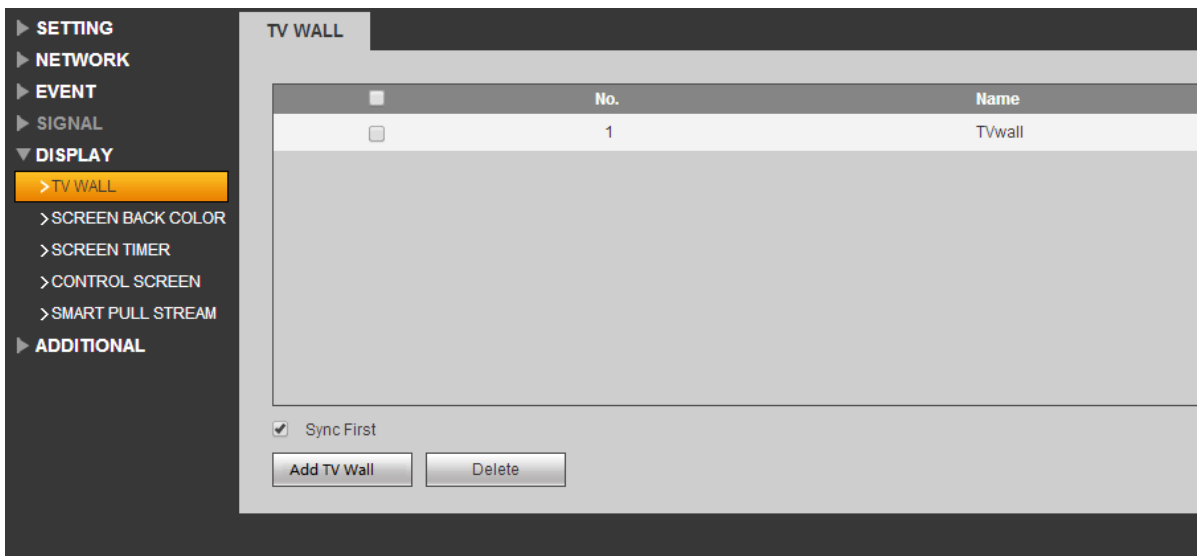 SETTING
NETWORK
EVENT
SIGNAL
DISPLAY
TV WALL
SCREEN BACK COLOR
SCREEN TIMER
CONTROL SCREEN
SMART PULL STREAM
ADDITIONAL
TV WALL
No. Name
1 TVwall
Sync First
Add TV Wall Delete